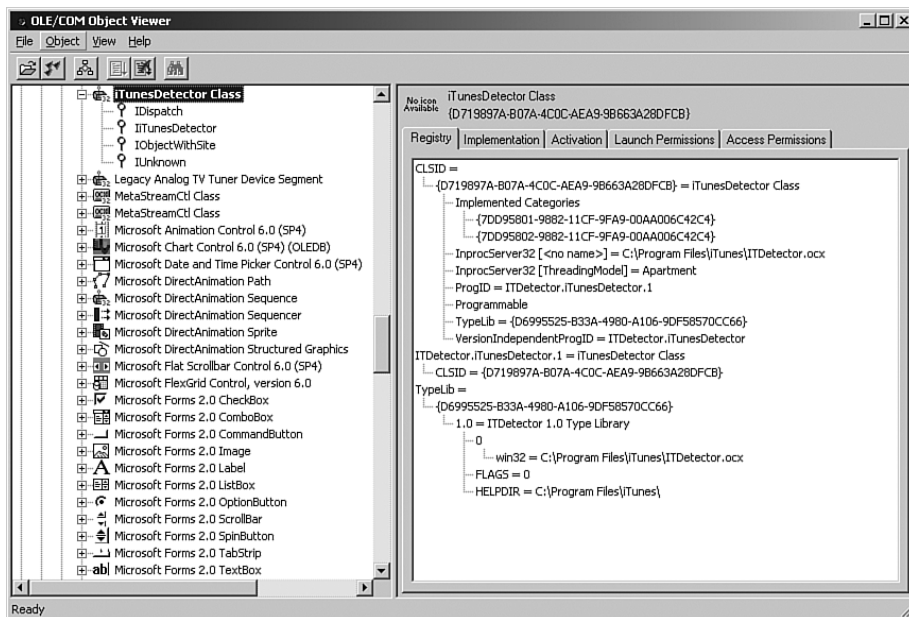 OLE/COM Object Viewer
File Object View Help
iTunesDetector Class
IDispatch
IiTunesDetector
IObjectWithSite
IUnknown
Legacy Analog TV Tuner Device Segment
MetaStreamCtl Class
MetaStreamCtl Class
Microsoft Animation Control 6.0 (SP4)
Microsoft Chart Control 6.0 (SP4) (OLEDB)
Microsoft Date and Time Picker Control 6.0 (SP4)
Microsoft DirectAnimation Path
Microsoft DirectAnimation Sequence
Microsoft DirectAnimation Sequencer
Microsoft DirectAnimation Sprite
Microsoft DirectAnimation Structured Graphics
Microsoft Flat Scrollbar Control 6.0 (SP4)
Microsoft FlexGrid Control, version 6.0
Microsoft Forms 2.0 CheckBox
Microsoft Forms 2.0 ComboBox
Microsoft Forms 2.0 CommandButton
Microsoft Forms 2.0 Image
Microsoft Forms 2.0 Label
Microsoft Forms 2.0 ListBox
Microsoft Forms 2.0 OptionButton
Microsoft Forms 2.0 ScrollBar
Microsoft Forms 2.0 SpinButton
Microsoft Forms 2.0 TabStrip
ab| Microsoft Forms 2.0 TextBox
No icon
Available
iTunesDetector Class
{D719897A-B07A-4C0C-AEA9-9B663A28DFCB}
Registry Implementation Activation Launch Permissions Access Permissions
CLSID =
{D719897A-B07A-4C0C-AEA9-9B663A28DFCB} = iTunesDetector Class
Implemented Categories
{7DD95801-9882-11CF-9FA9-00AA006C42C4}
{7DD95802-9882-11CF-9FA9-00AA006C42C4}
InprocServer32 [<no name>] = C:\Program Files\iTunes\ITDetector.ocx
InprocServer32 [ThreadingModel] = Apartment
ProgID = ITDetector.iTunesDetector.1
Programmable
TypeLib = {D6995525-B33A-4980-A106-9DF58570CC66}
VersionIndependentProgID = ITDetector.iTunesDetector
ITDetector.iTunesDetector.1 = iTunesDetector Class
CLSID = {D719897A-B07A-4C0C-AEA9-9B663A28DFCB}
TypeLib =
{D6995525-B33A-4980-A106-9DF58570CC66}
1.0 = ITDetector 1.0 Type Library
0
win32 = C:\Program Files\iTunes\ITDetector.ocx
FLAGS = 0
HELPDIR = C:\Program Files\iTunes\
Ready